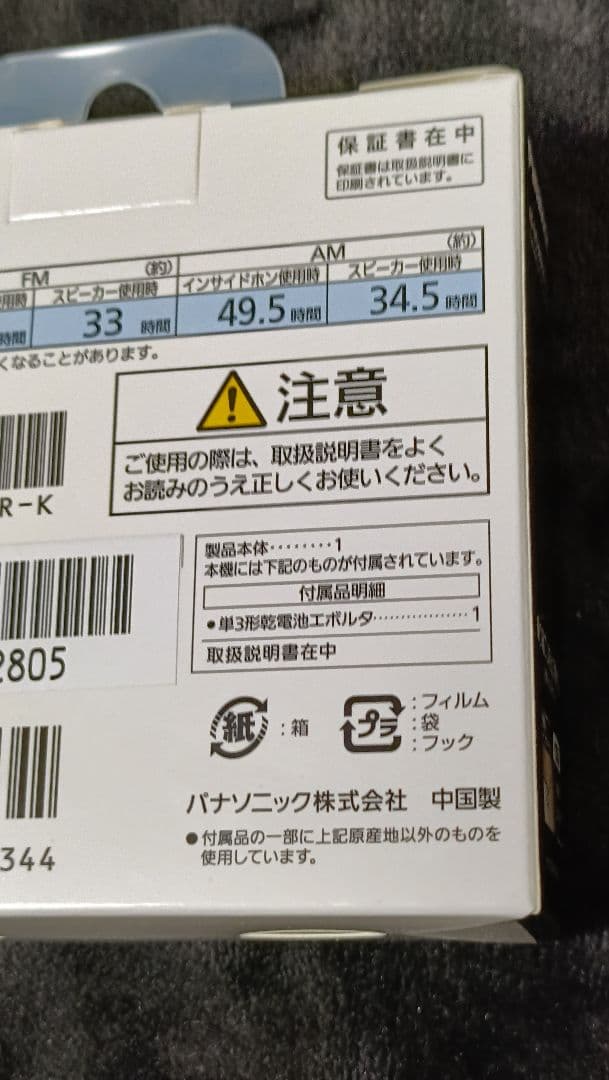 保証書在中
保証書は取扱説明書に
印刷されています。
FM (約) AM (約)
使用時 スピーカー使用時 インサイドホン使用時 スピーカー使用時
時間 33 時間 49.5 時間 34.5 時間
くなることがあります。
注意
ご使用の際は、取扱説明書をよく
お読みのうえ正しくお使いください。
R-K
製品本体‥‥‥‥1
本機には下記のものが付属されています。
付属品明細
●単3形乾電池エボルタ‥‥‥‥‥‥1
取扱説明書在中
2805
紙 :箱
プラ :フィルム
:袋
:フック
パナソニック株式会社 中国製
●付属品の一部に上記原産地以外のものを
使用しています。
344